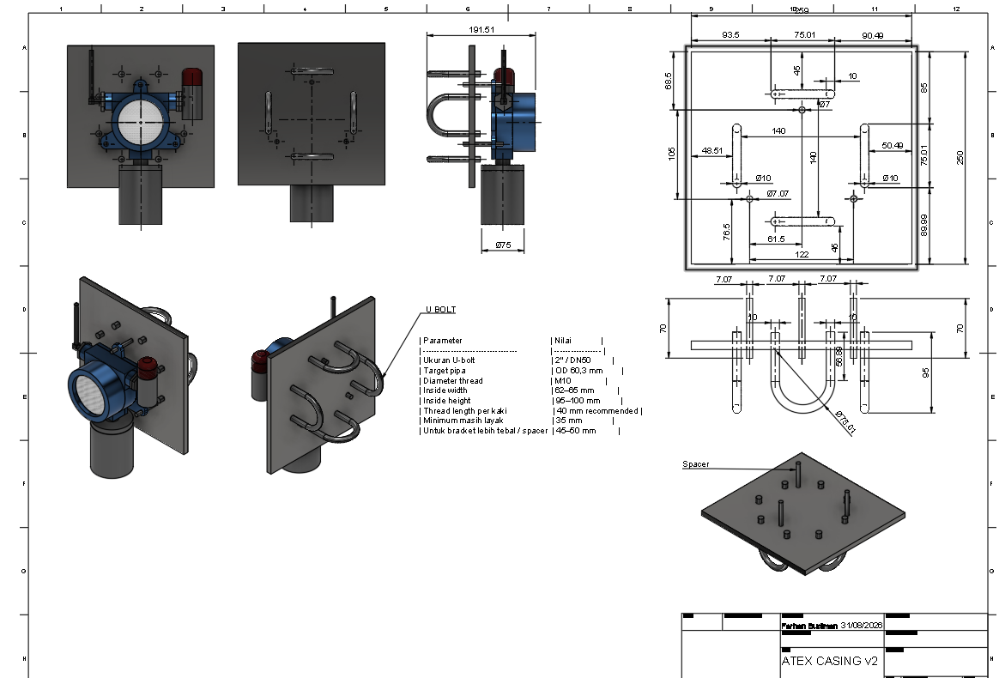 1 2 3 4 5 6 7 8 9 10 11 12
A
B
C
D
E
F
G
H
191.51
Ø75
259
93.5 75.01 90.49
68.5
45
10
85
Ø7
140
105
48.51
50.49
75.01
250
140
Ø10
Ø10
Ø7.07
76.5
61.5
45
89.99
122
7.07 7.07 7.07
70
10
10
70
56.89
95
Ø75.01
U BOLT
| Parameter | Nilai |
|-----------------------------------|------------------|
| Ukuran U-bolt | 2" / DN50 |
| Target pipa | OD 60,3 mm |
| Diameter thread | M10 |
| Inside width | 62–65 mm |
| Inside height | 95–100 mm |
| Thread length per kaki | 40 mm recommended |
| Minimum masih layak | 35 mm |
| Untuk bracket lebih tebal / spacer | 45–50 mm |
Spacer
Farhan Budiman 31/08/2026
ATEX CASING v2
A
B
C
D
E
F
G
H